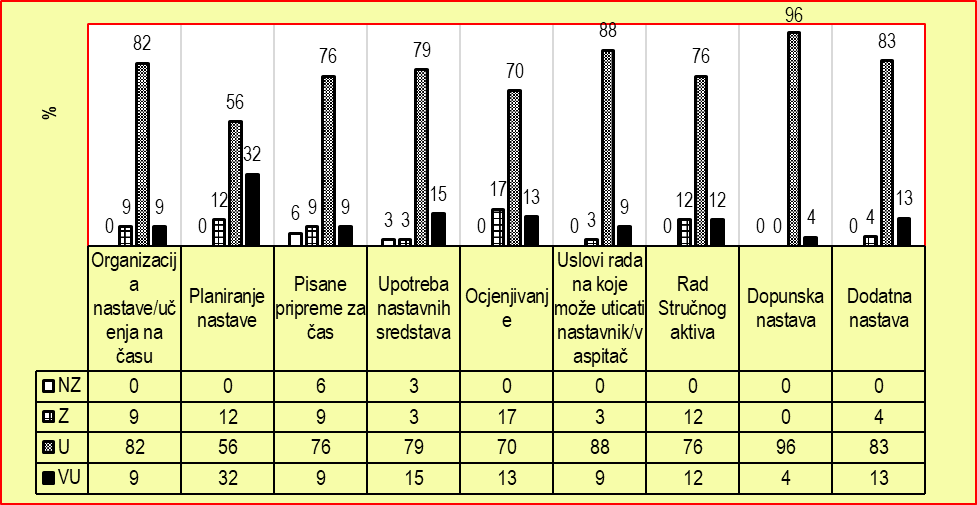 96
82
88
83
79
76
76
70
%
56
32
17
15
12
12 12
13
13
9 9
6 9 9
3 3
3
9
4
4
0
0
0
0
0
0 0
0
Organizacij
a
nastave/uč
enja na
času
Planiranje
nastave
Pisane
pripreme za
čas
Upotreba
nastavnih
sredstava
Ocjenjivanj
e
Uslovi rada
na koje
može uticati
nastavnik/v
aspitač
Rad
Stručnog
aktiva
Dopunska
nastava
Dodatna
nastava
NZ 0 0 6 3 0 0 0 0 0
Z 9 12 9 3 17 3 12 0 4
U 82 56 76 79 70 88 76 96 83
VU 9 32 9 15 13 9 12 4 13